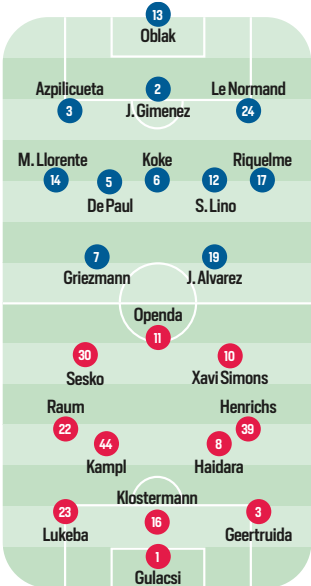 13
Oblak
Azpilicueta 2 Le Normand
3 J. Gimenez 24
M. Llorente Koke Riquelme
14 5 6 12 17
De Paul S. Lino
7 19
Griezmann J. Alvarez
Openda
11
30 10
Sesko Xavi Simons
Raum Henrichs
22 44 8 39
Kampl Haidara
Klostermann
23 16 3
Lukeba Geertruida
1
Gulacsi